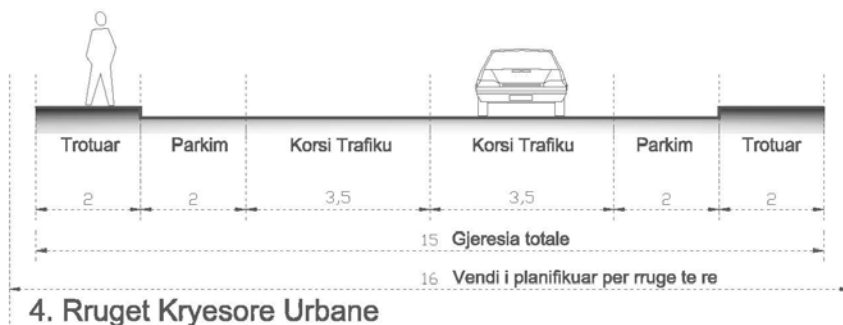 Trotuar Parkim Korsi Trafiku Korsi Trafiku Parkim Trotuar
2 2 3,5 3,5 2 2
15 Gjeresia totale
16 Vendi i planifikuar per rruge te re
4. Rruget Kryesore Urbane